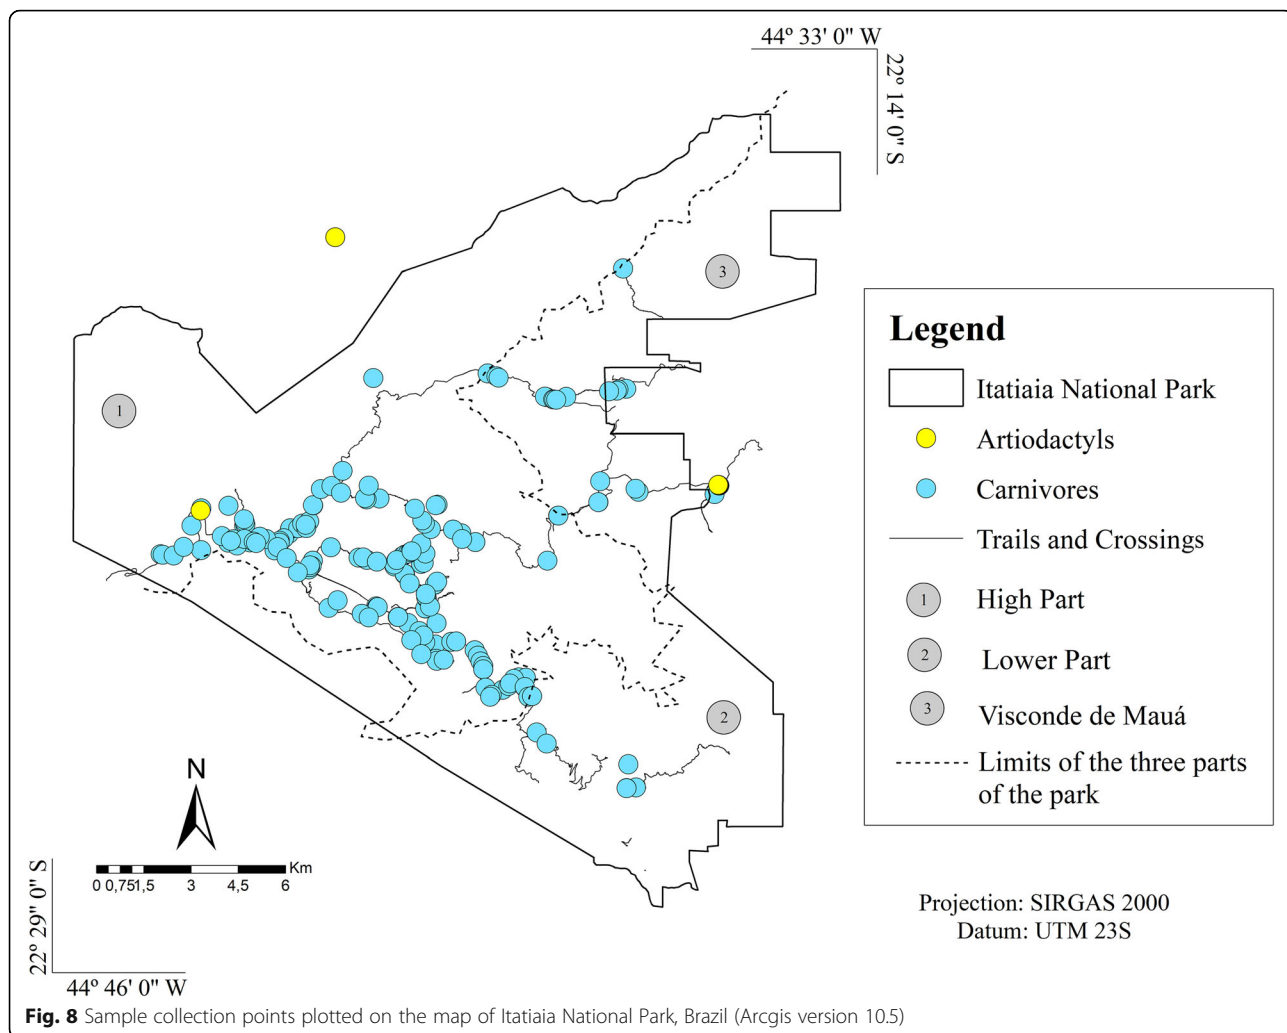 44º 33' 0" W
22º 14' 0" S
3
1
2
Legend
Itatiaia National Park
Artiodactyls
Carnivores
Trails and Crossings
1 High Part
2 Lower Part
3 Visconde de Mauá
Limits of the three parts
of the park
N
Km
0 0,751,5 3 4,5 6
22º 29' 0" S
44º 46' 0" W
Projection: SIRGAS 2000
Datum: UTM 23S
Fig. 8 Sample collection points plotted on the map of Itatiaia National Park, Brazil (Arcgis version 10.5)